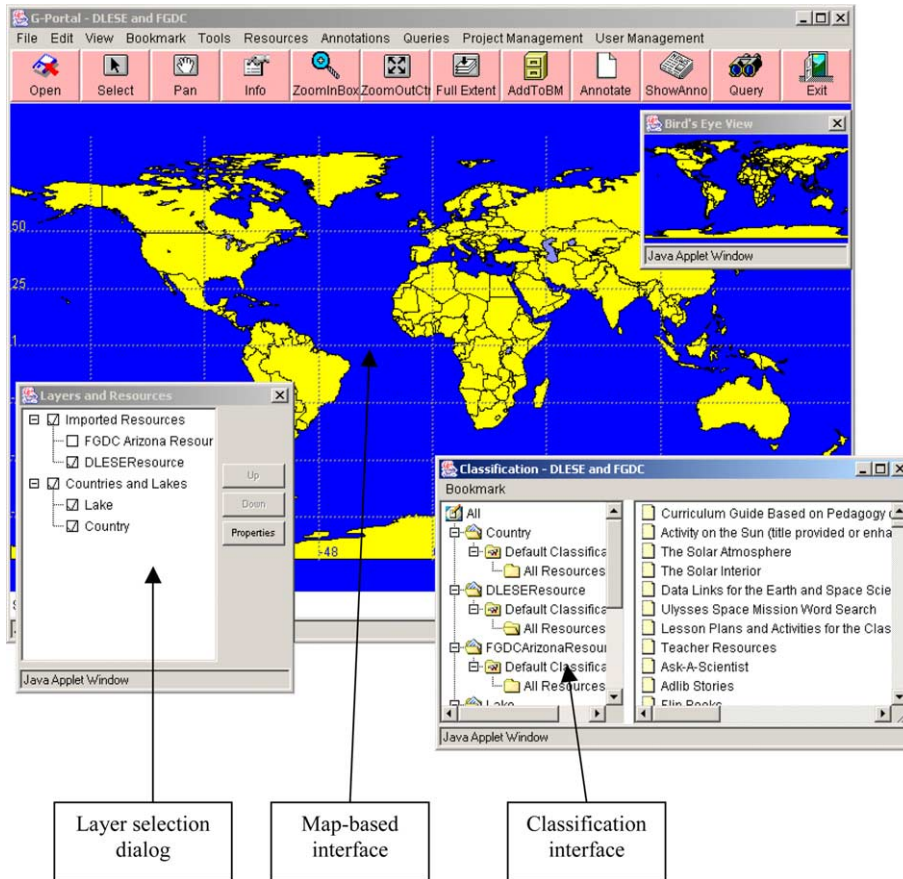 G-Portal - DLESE and FGDC
File Edit View Bookmark Tools Resources Annotations Queries Project Management User Management
Open Select Pan Info ZoomInBox ZoomOutCtr Full Extent AddToBM Annotate ShowAnno Query Exit
Bird's Eye View
Java Applet Window
50
25
-48
Layers and Resources
Imported Resources
FGDC Arizona Resour
DLESEResource
Countries and Lakes
Lake
Country
Up
Down
Properties
Java Applet Window
Classification - DLESE and FGDC
Bookmark
All
Country
Default Classifica
All Resources
DLESEResource
Default Classifica
All Resources
FGDCArizonaResour
Default Classifica
All Resources
Lake
Curriculum Guide Based on Pedagogy
Activity on the Sun (title provided or enha
The Solar Atmosphere
The Solar Interior
Data Links for the Earth and Space Scie
Ulysses Space Mission Word Search
Lesson Plans and Activities for the Clas
Teacher Resources
Ask-A-Scientist
Adlib Stories
Flip Books
Java Applet Window
Layer selection
dialog
Map-based
interface
Classification
interface